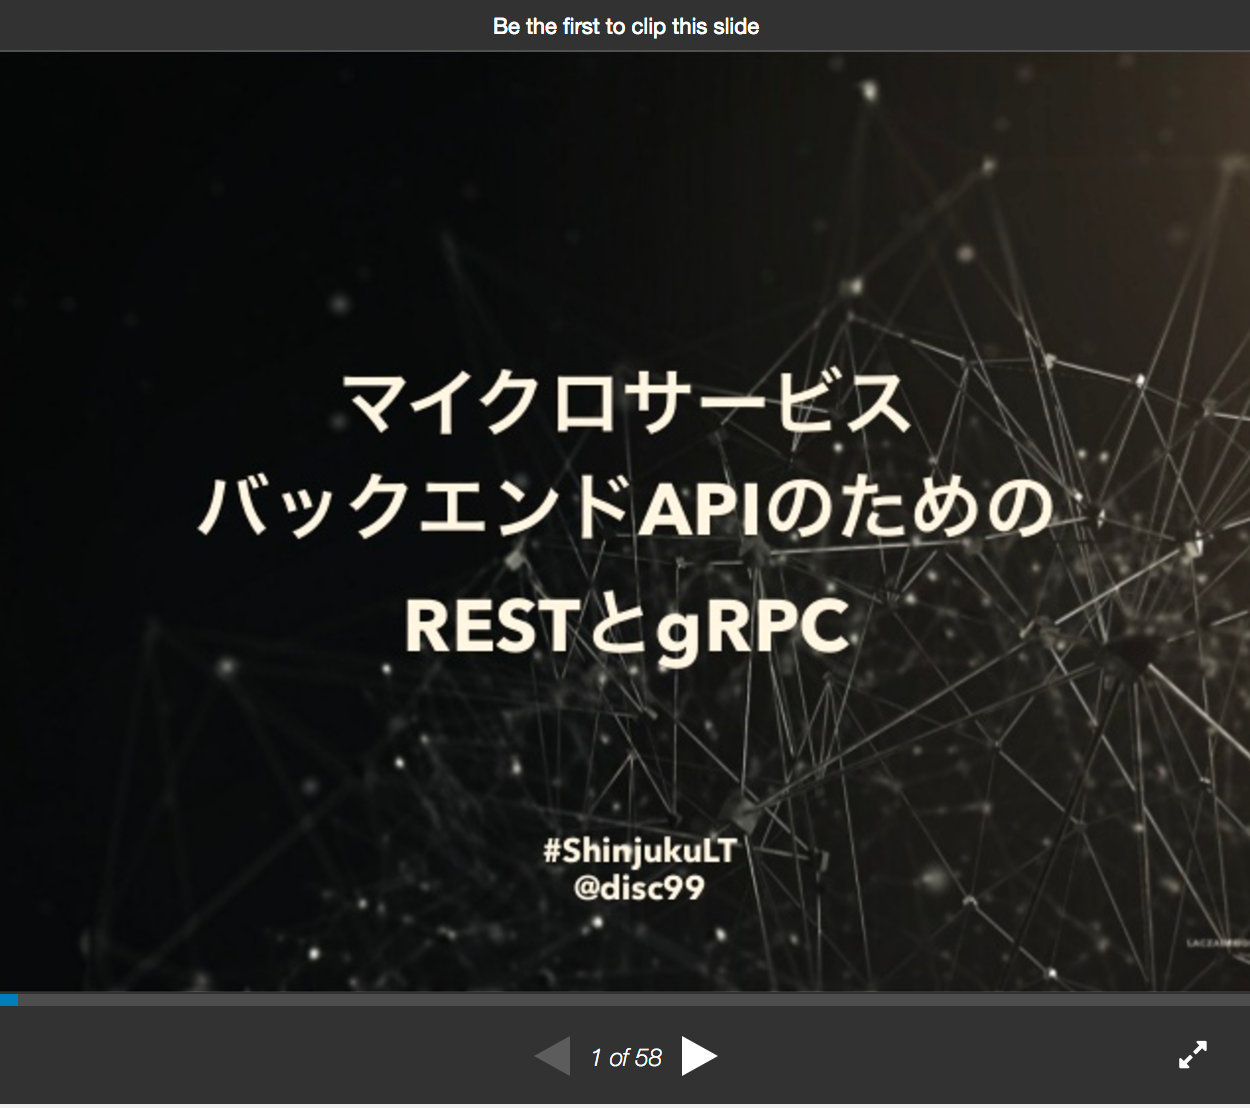 Be the first to clip this slide
マイクロサービス
バックエンドAPIのための
RESTとgRPC
#ShinjukuLT
@disc99
1 of 58